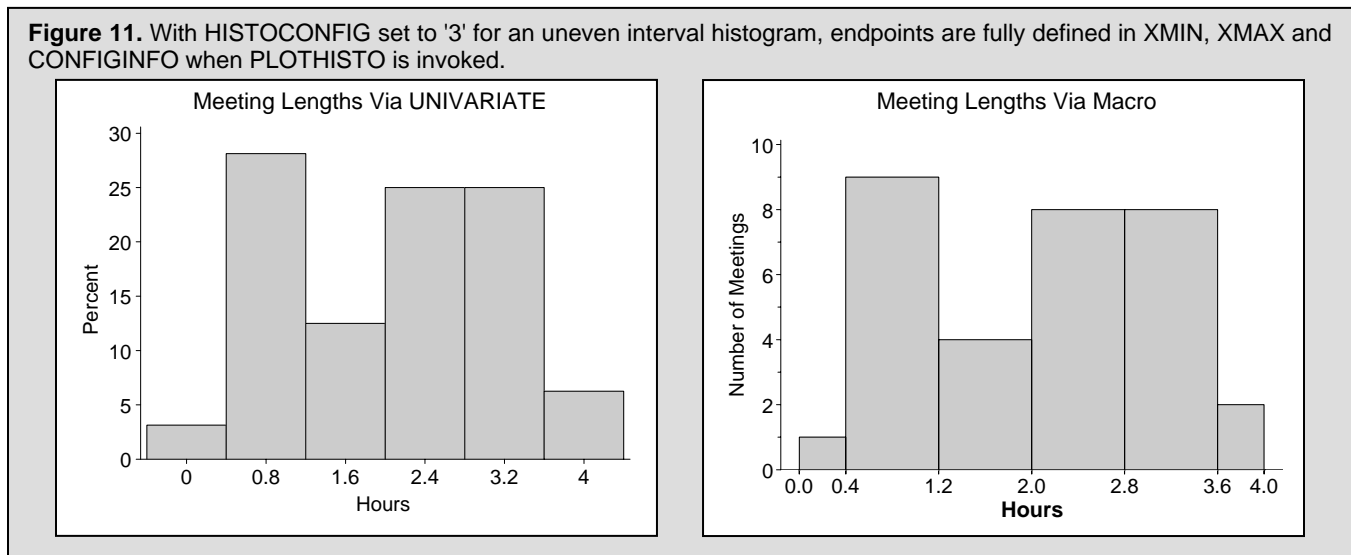 Figure 11. With HISTOCONFIG set to '3' for an uneven interval histogram, endpoints are fully defined in XMIN, XMAX and
CONFIGINFO when PLOTHISTO is invoked.
Meeting Lengths Via UNIVARIATE
Percent
30
25
20
15
10
5
0
0 0.8 1.6 2.4 3.2 4
Hours
Meeting Lengths Via Macro
Number of Meetings
10
8
6
4
2
0
0.0 0.4 1.2 2.0 2.8 3.6 4.0
Hours